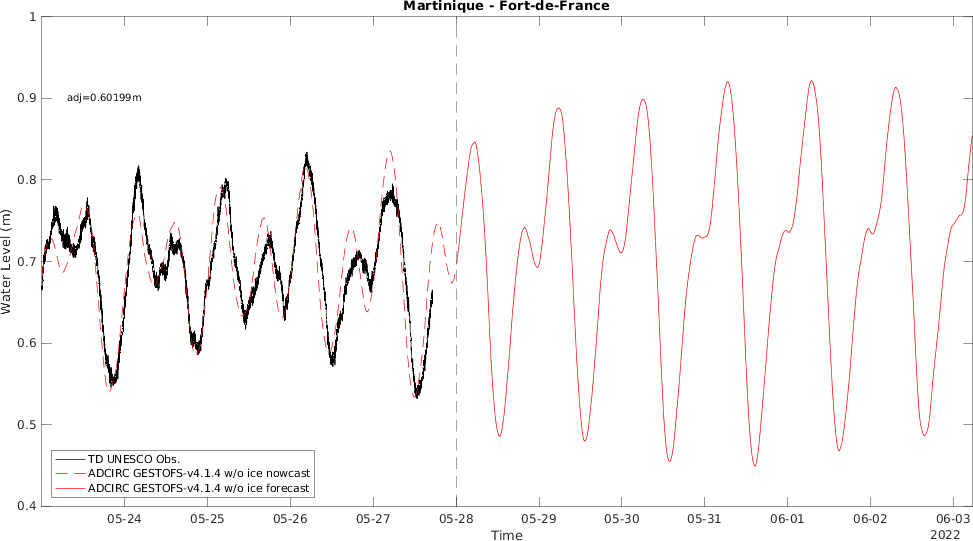 Martinique - Fort-de-France
Water Level (m)
1
0.9
0.8
0.7
0.6
0.5
0.4
adj=0.60199m
TD UNESCO Obs.
ADCIRC GESTOFS-v4.1.4 w/o ice nowcast
ADCIRC GESTOFS-v4.1.4 w/o ice forecast
05-24 05-25 05-26 05-27 05-28 05-29 05-30 05-31 06-01 06-02 06-03
2022
Time